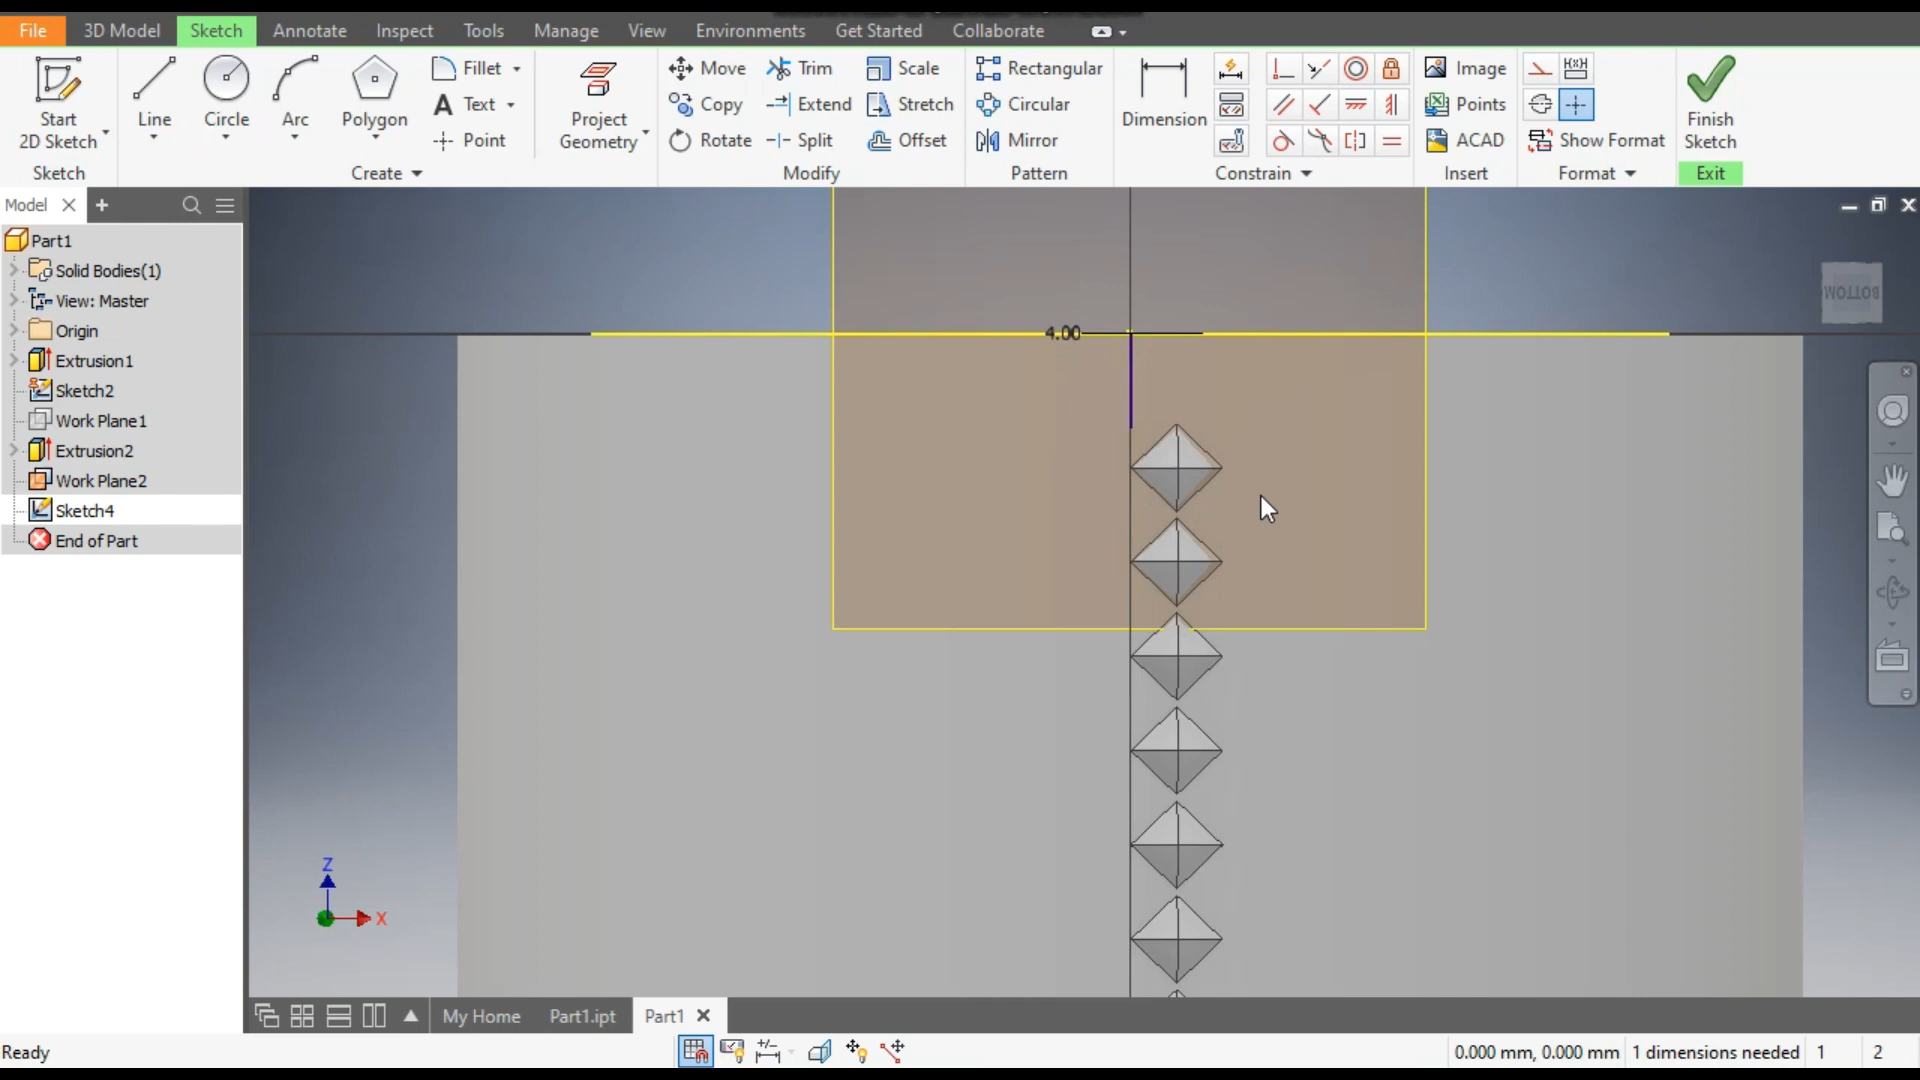 File 3D Model Sketch Annotate Inspect Tools Manage View Environments Get Started Collaborate
Start
2D Sketch
Line
Circle
Arc
Polygon
Fillet
Text
Point
Project
Geometry
Move
Copy
Rotate
Trim
Extend
Split
Scale
Stretch
Offset
Rectangular
Circular
Mirror
Dimension
Image
Points
ACAD
Show Format
Finish
Sketch
Sketch Create Modify Pattern Constrain Insert Format Exit
Model
Part1
Solid Bodies(1)
View: Master
Origin
Extrusion1
Sketch2
Work Plane1
Extrusion2
Work Plane2
Sketch4
End of Part
4.00
BOTTOM
Z
X
My Home Part1.ipt Part1
Ready 0.000 mm, 0.000 mm 1 dimensions needed 1 2